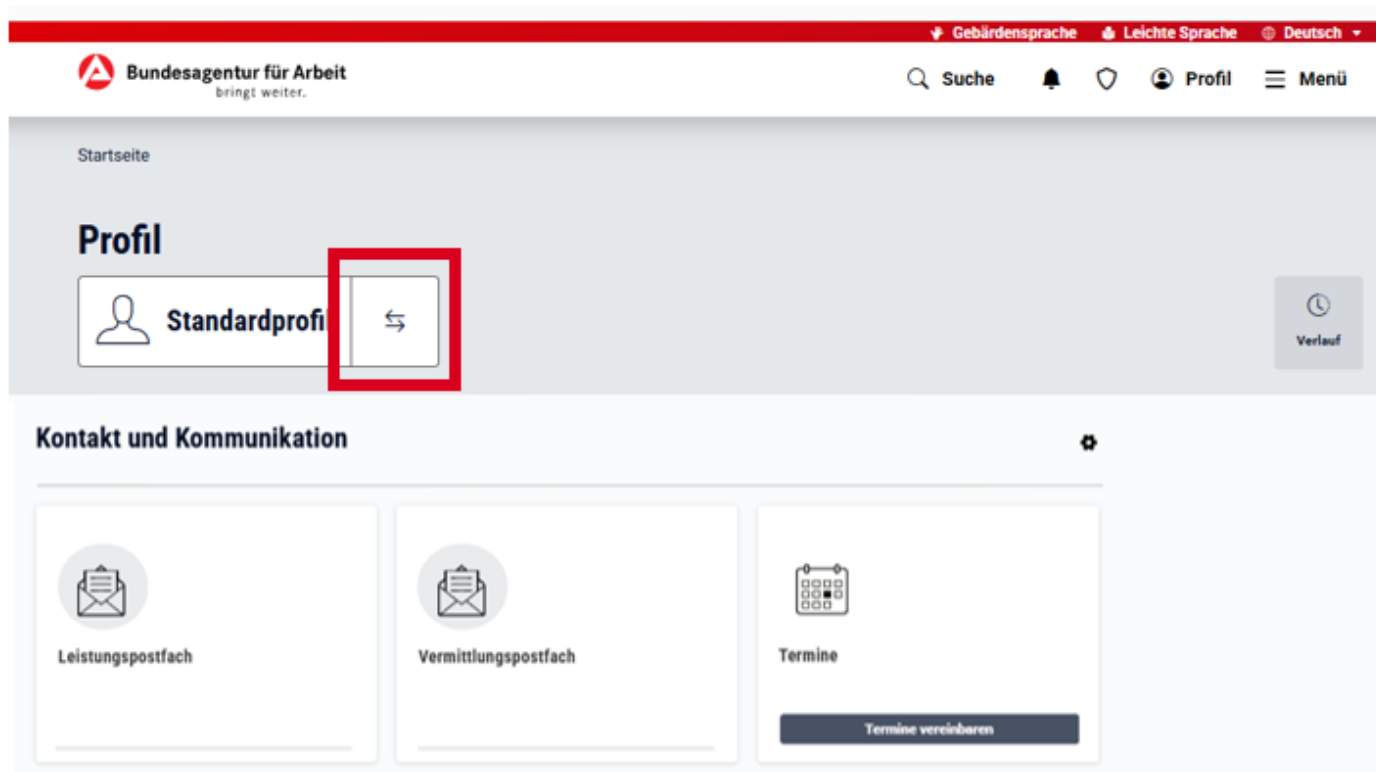 Gebärdensprache Leichte Sprache Deutsch
Bundesagentur für Arbeit
bringt weiter.
Suche Profil Menü
Startseite
Profil
Standardprofil
Verlauf
Kontakt und Kommunikation
Leistungspostfach
Vermittlungspostfach
Termine
Termine vereinbaren